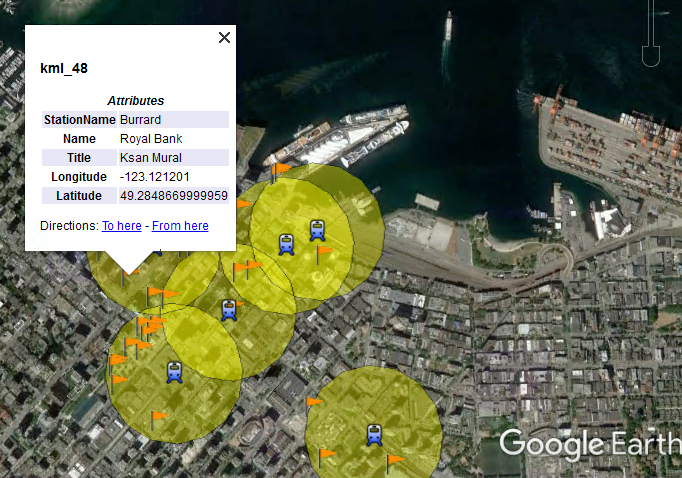 kml_48
Attributes
StationName Burrard
Name Royal Bank
Title Ksan Mural
Longitude -123.121201
Latitude 49.2848669999959
Directions: To here - From here
Google Earth